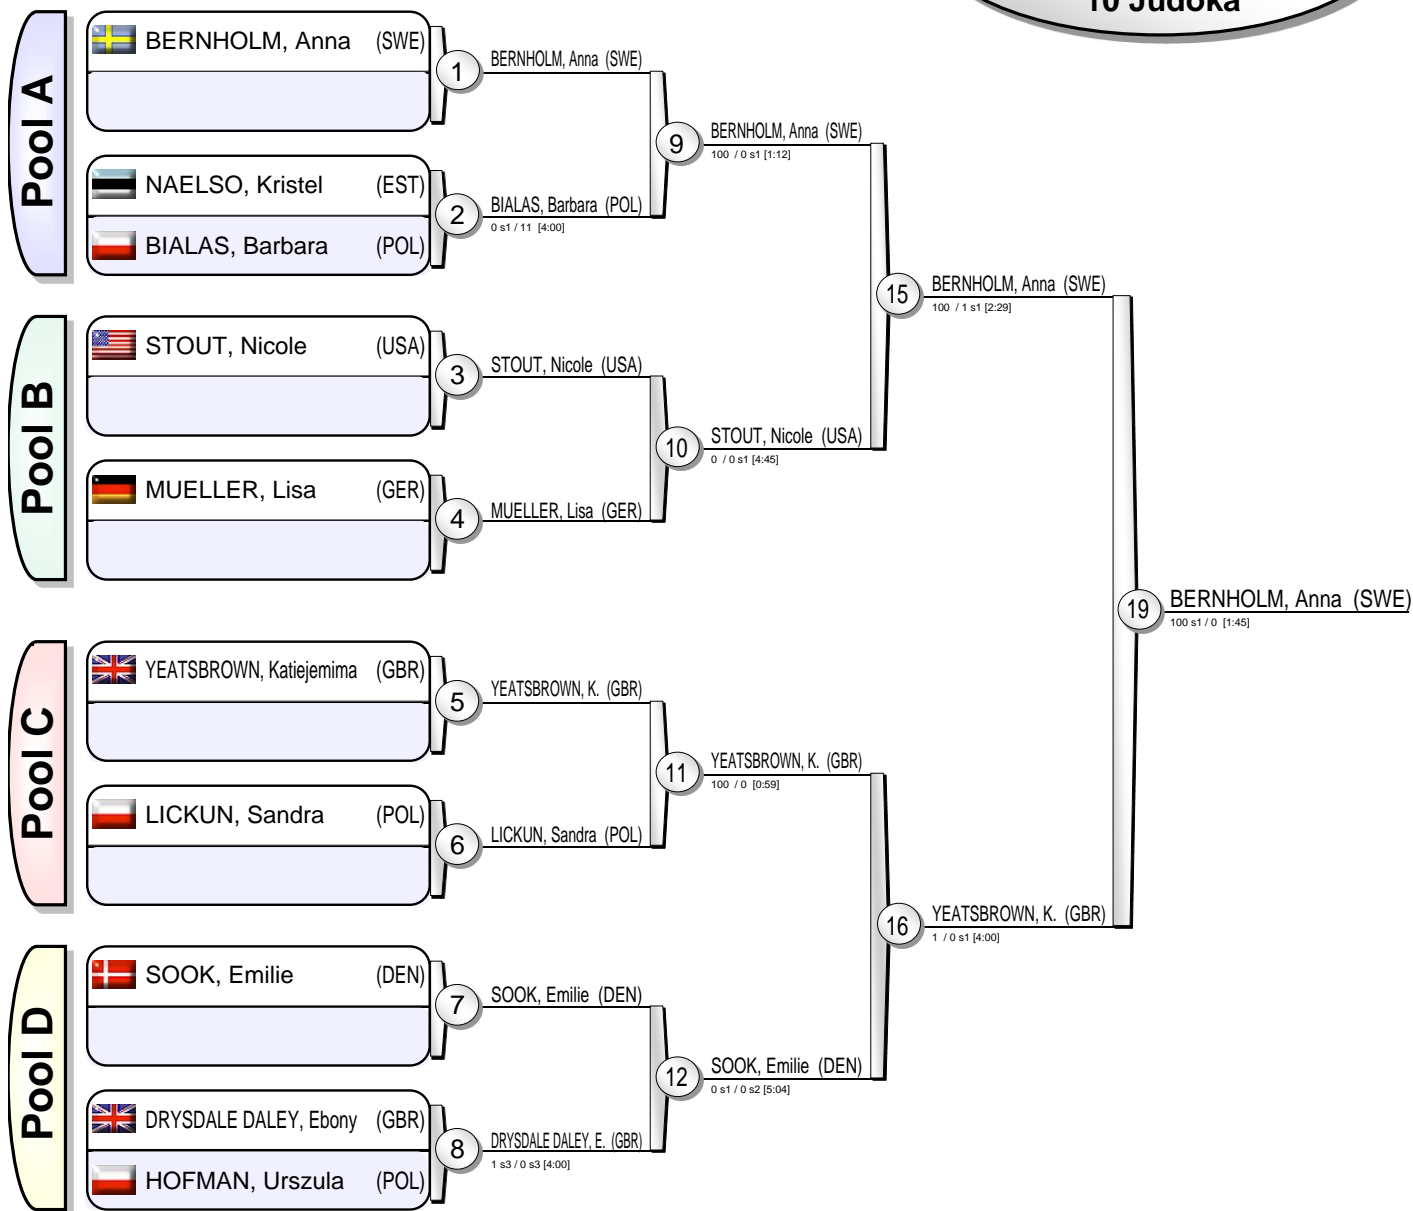 10 Judoka
Pool A
BERNHOLM, Anna (SWE)
NAELSO, Kristel (EST)
BIALAS, Barbara (POL)
Pool B
STOUT, Nicole (USA)
MUELLER, Lisa (GER)
Pool C
YEATSBROWN, Katiejemima (GBR)
LICKUN, Sandra (POL)
Pool D
SOOK, Emilie (DEN)
DRYSDALE DALEY, Ebony (GBR)
HOFMAN, Urszula (POL)
1
BERNHOLM, Anna (SWE)
2
BIALAS, Barbara (POL)
0 s1 / 11 [4:00]
3
STOUT, Nicole (USA)
4
MUELLER, Lisa (GER)
5
YEATSBROWN, K. (GBR)
6
LICKUN, Sandra (POL)
7
SOOK, Emilie (DEN)
8
DRYSDALE DALEY, E. (GBR)
1 s3 / 0 s3 [4:00]
9
BERNHOLM, Anna (SWE)
100 / 0 s1 [1:12]
10
STOUT, Nicole (USA)
0 / 0 s1 [4:45]
11
YEATSBROWN, K. (GBR)
100 / 0 [0:59]
12
SOOK, Emilie (DEN)
0 s1 / 0 s2 [5:04]
15
BERNHOLM, Anna (SWE)
100 / 1 s1 [2:29]
16
YEATSBROWN, K. (GBR)
1 / 0 s1 [4:00]
19
BERNHOLM, Anna (SWE)
100 s1 / 0 [1:45]